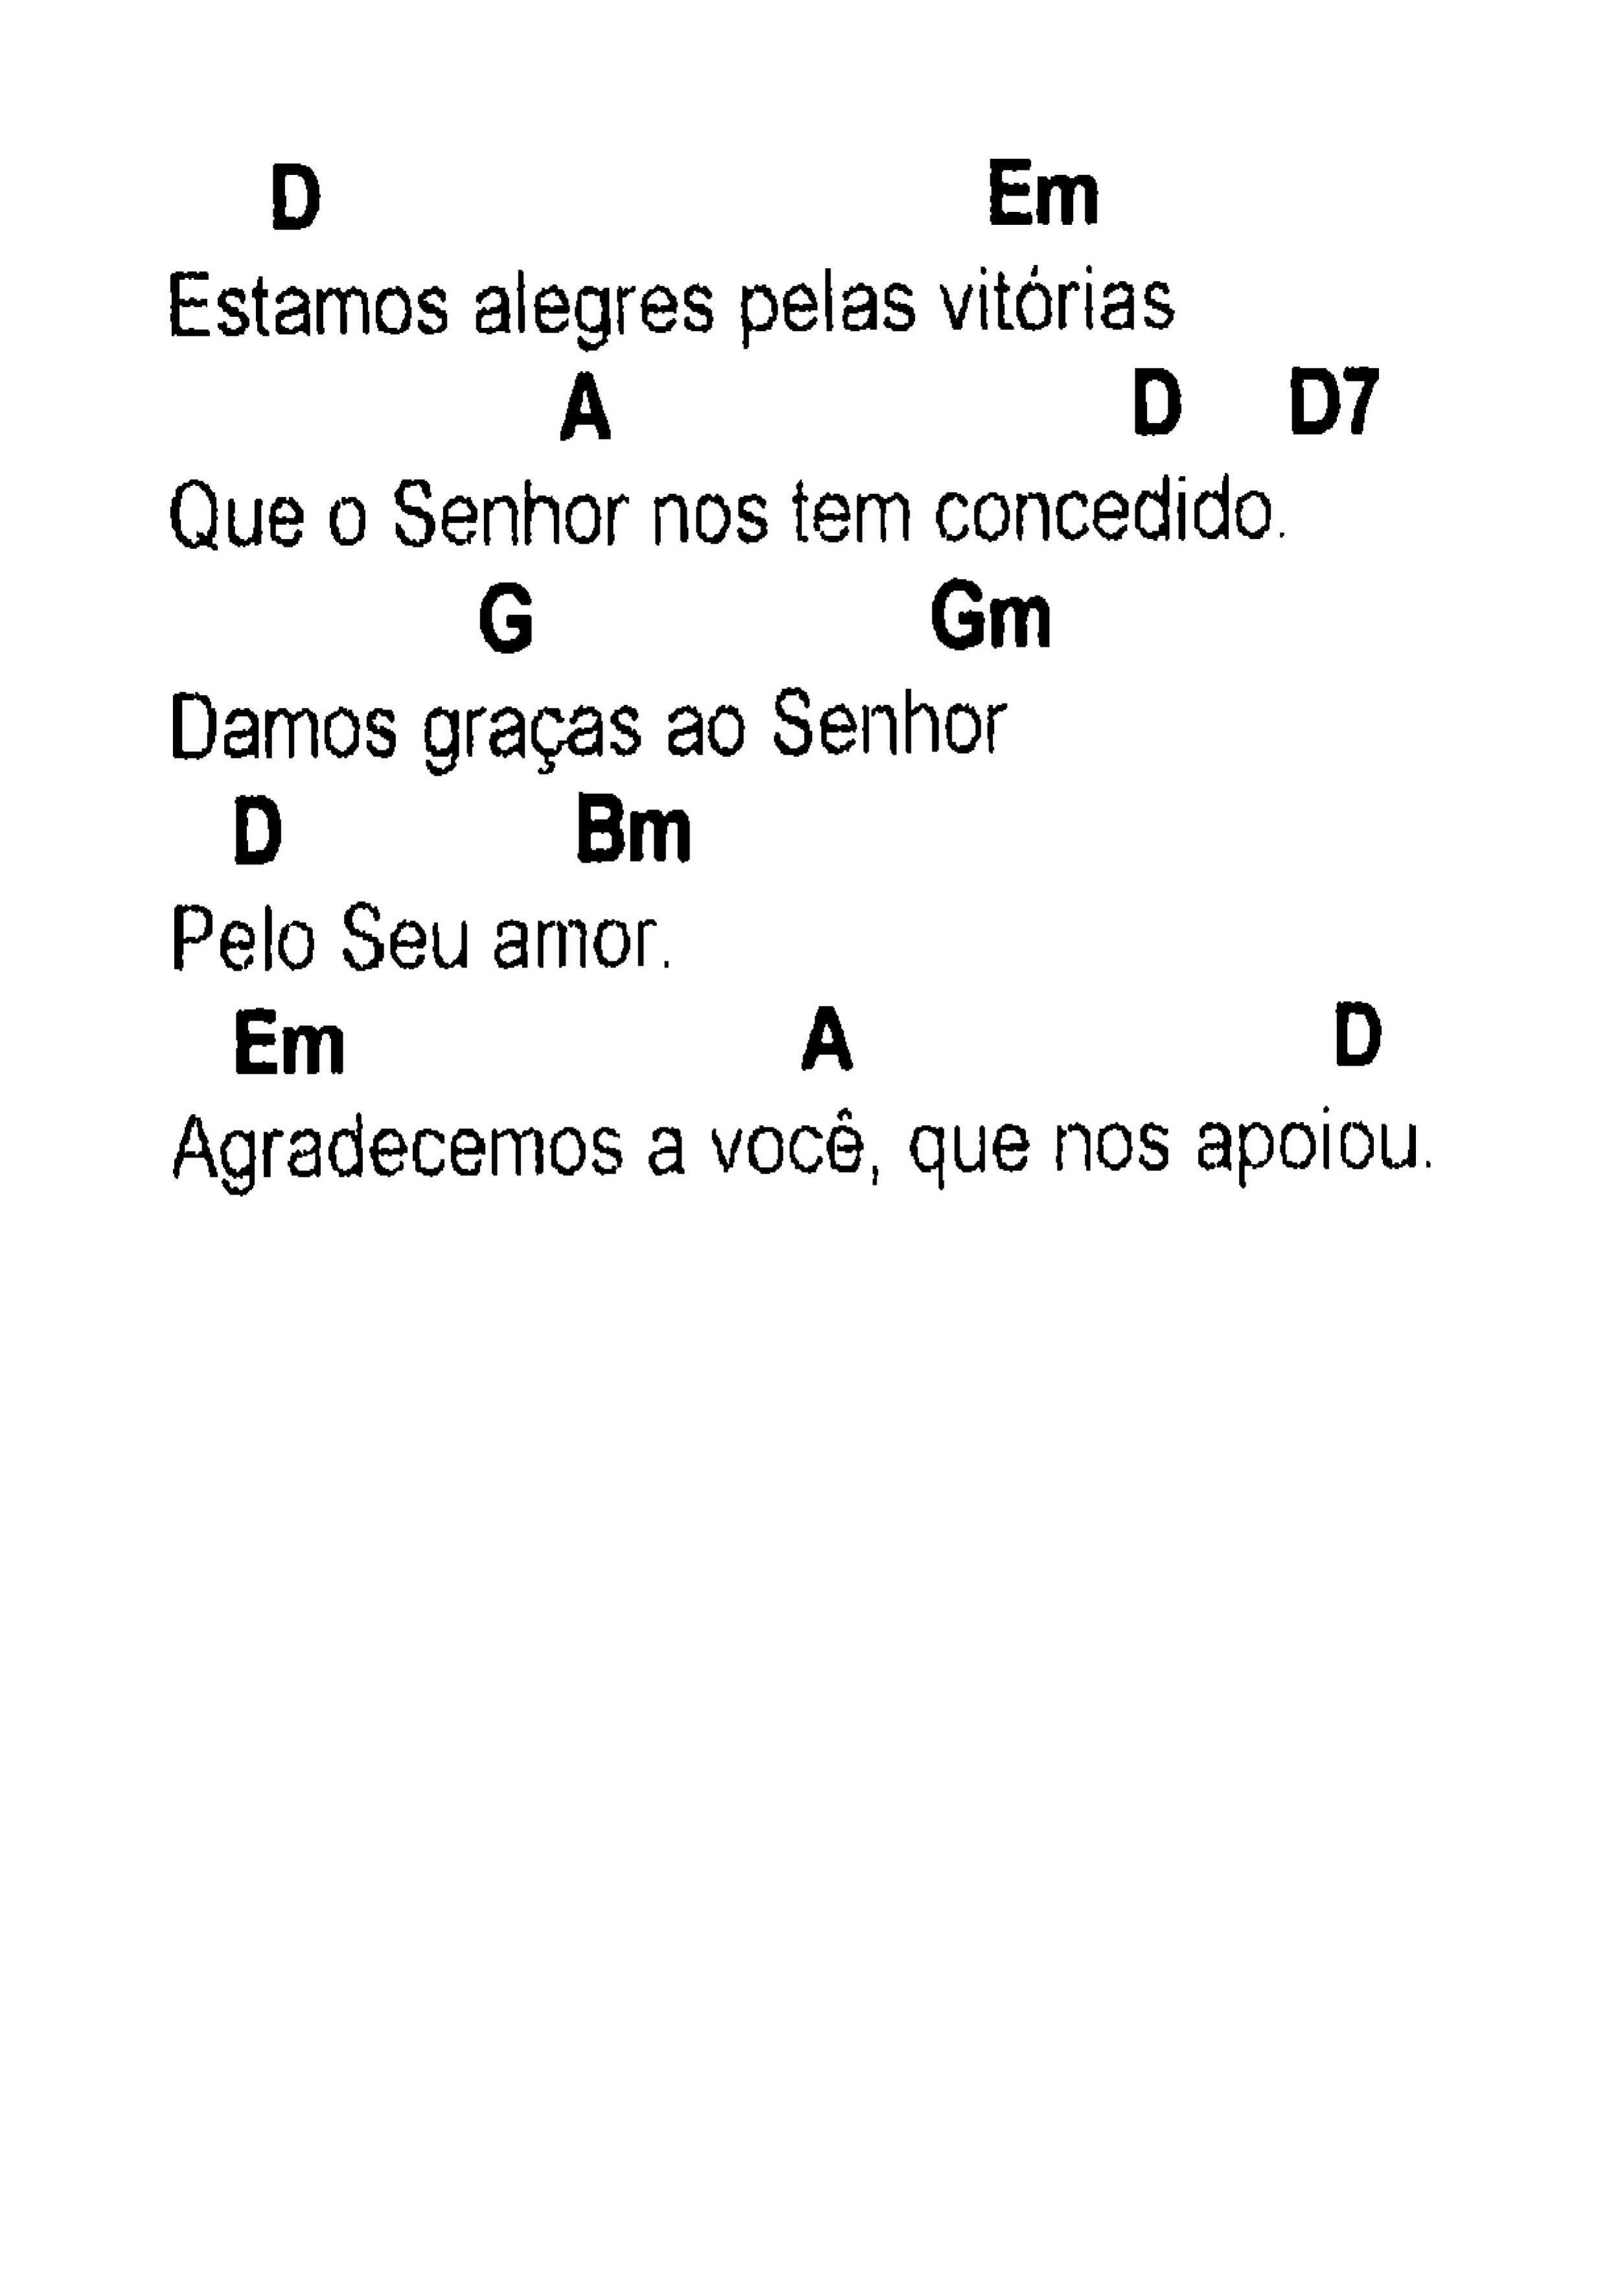 D Em
Estamos alegres pelas vitórias
A D D7
Que o Senhor nos tem concedido.
G Gm
Damos graças ao Senhor
D Bm
Pelo Seu amor.
Em A D
Agradecemos a você, que nos apoiou.